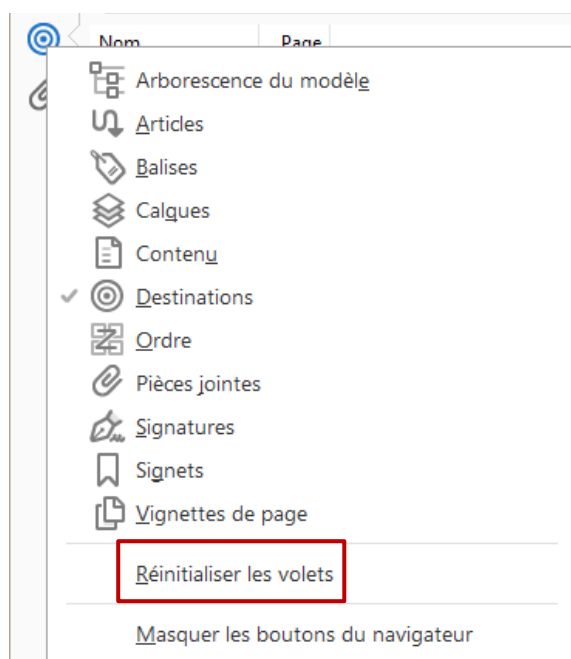 Nom Page
Arborescence du modèle
Articles
Balises
Calques
Contenu
Destinations
Ordre
Pièces jointes
Signatures
Signets
Vignettes de page
Réinitialiser les volets
Masquer les boutons du navigateur